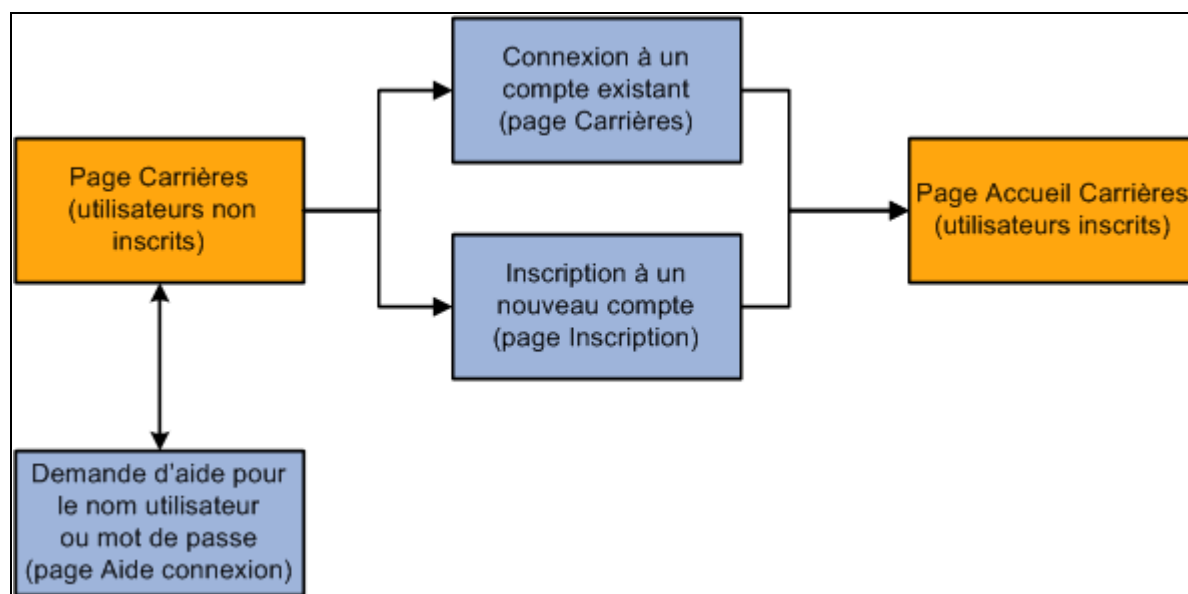 Connexion à un
compte existant
(page Carrières)
Page Carrières
(utilisateurs non
inscrits)
Page Accueil Carrières
(utilisateurs inscrits)
Inscription à un
nouveau compte
(page Inscription)
Demande d'aide pour
le nom utilisateur
ou mot de passe
(page Aide connexion)